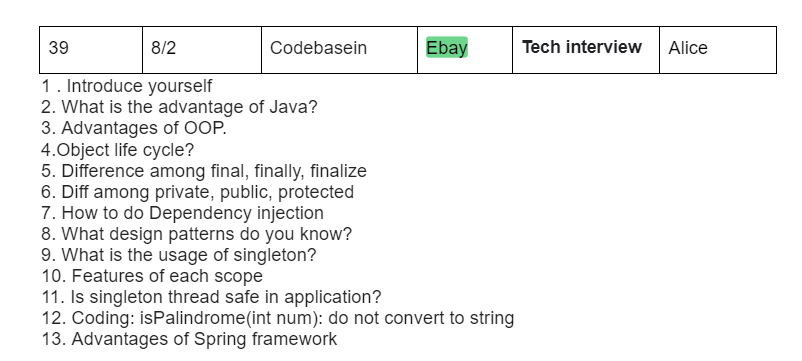 39 8/2 Codebasein Ebay Tech interview Alice
1 . Introduce yourself
2. What is the advantage of Java?
3. Advantages of OOP.
4.Object life cycle?
5. Difference among final, finally, finalize
6. Diff among private, public, protected
7. How to do Dependency injection
8. What design patterns do you know?
9. What is the usage of singleton?
10. Features of each scope
11. Is singleton thread safe in application?
12. Coding: isPalindrome(int num): do not convert to string
13. Advantages of Spring framework